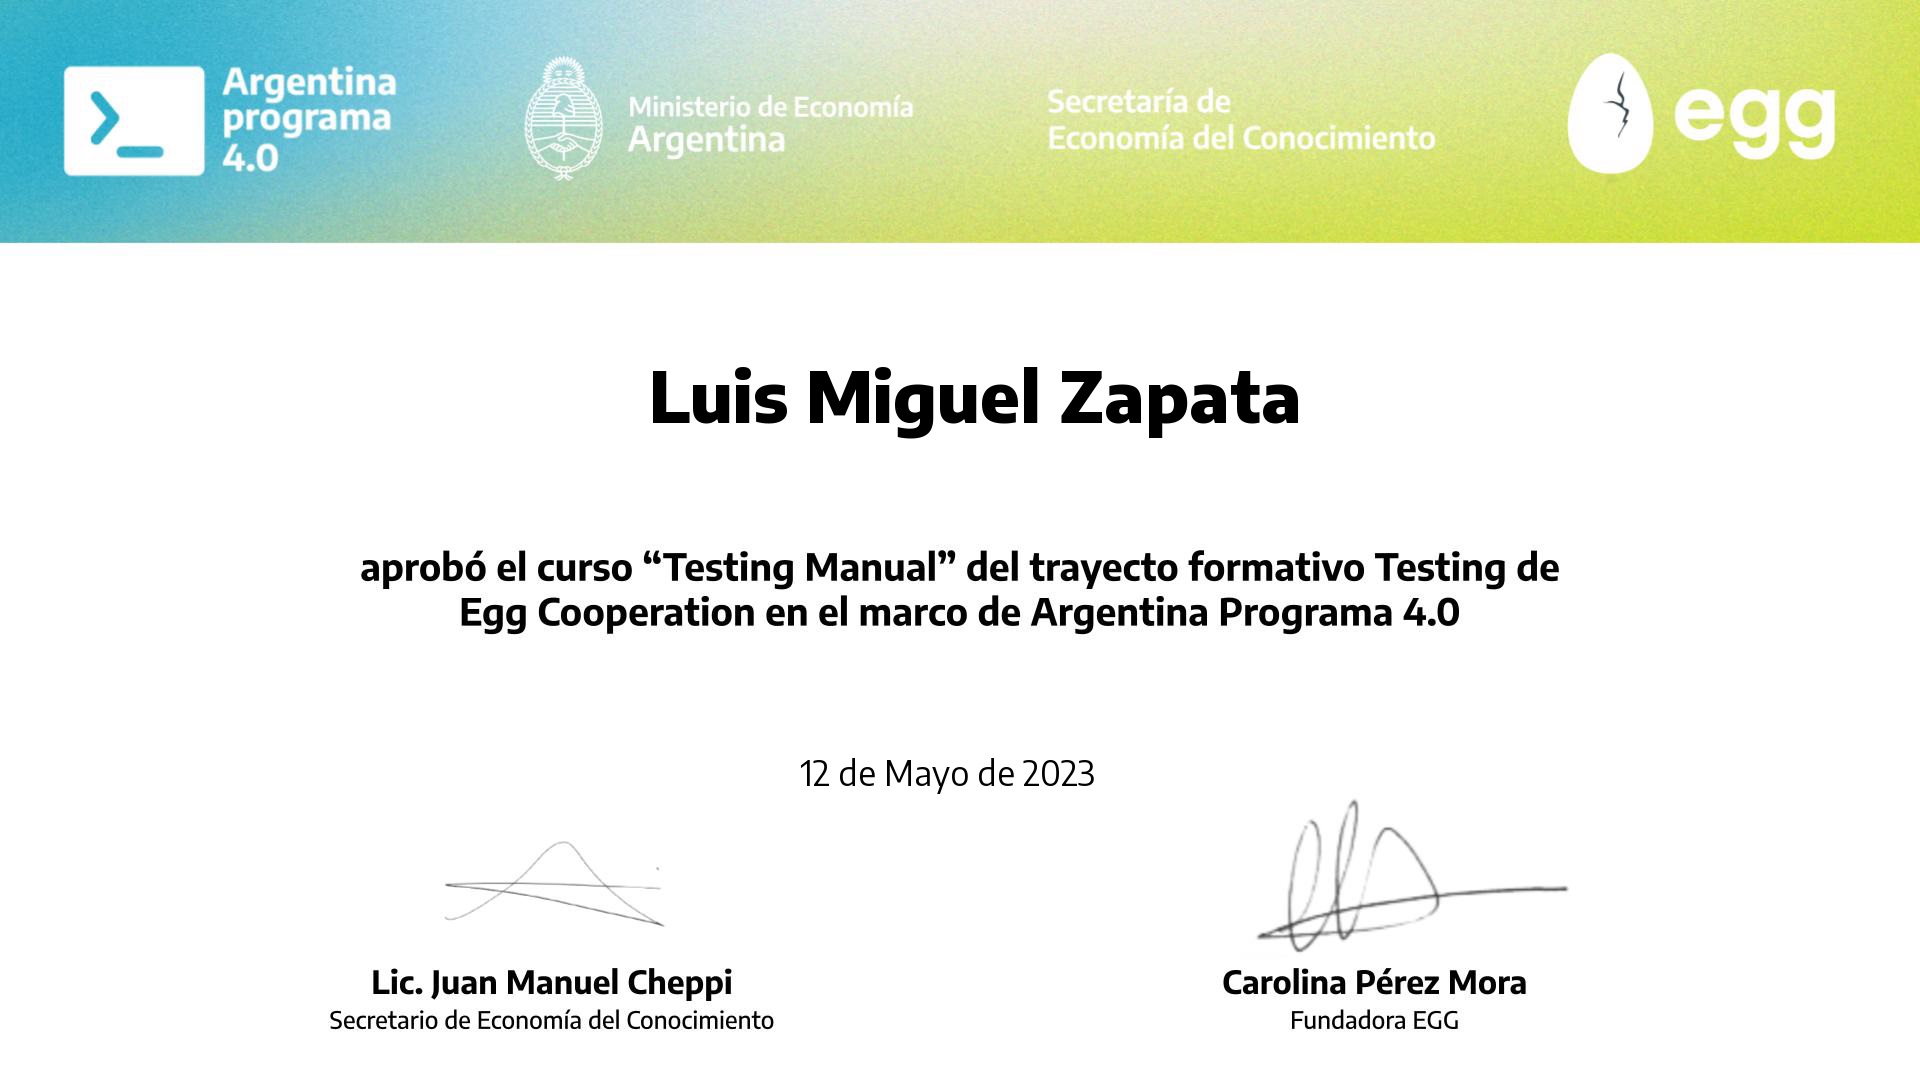 Argentina
programa
4.0
Ministerio de Economía
Argentina
Secretaría de
Economía del Conocimiento
egg
Luis Miguel Zapata
aprobó el curso “Testing Manual” del trayecto formativo Testing de
Egg Cooperation en el marco de Argentina Programa 4.0
12 de Mayo de 2023
Lic. Juan Manuel Cheppi
Secretario de Economía del Conocimiento
Carolina Pérez Mora
Fundadora EGG